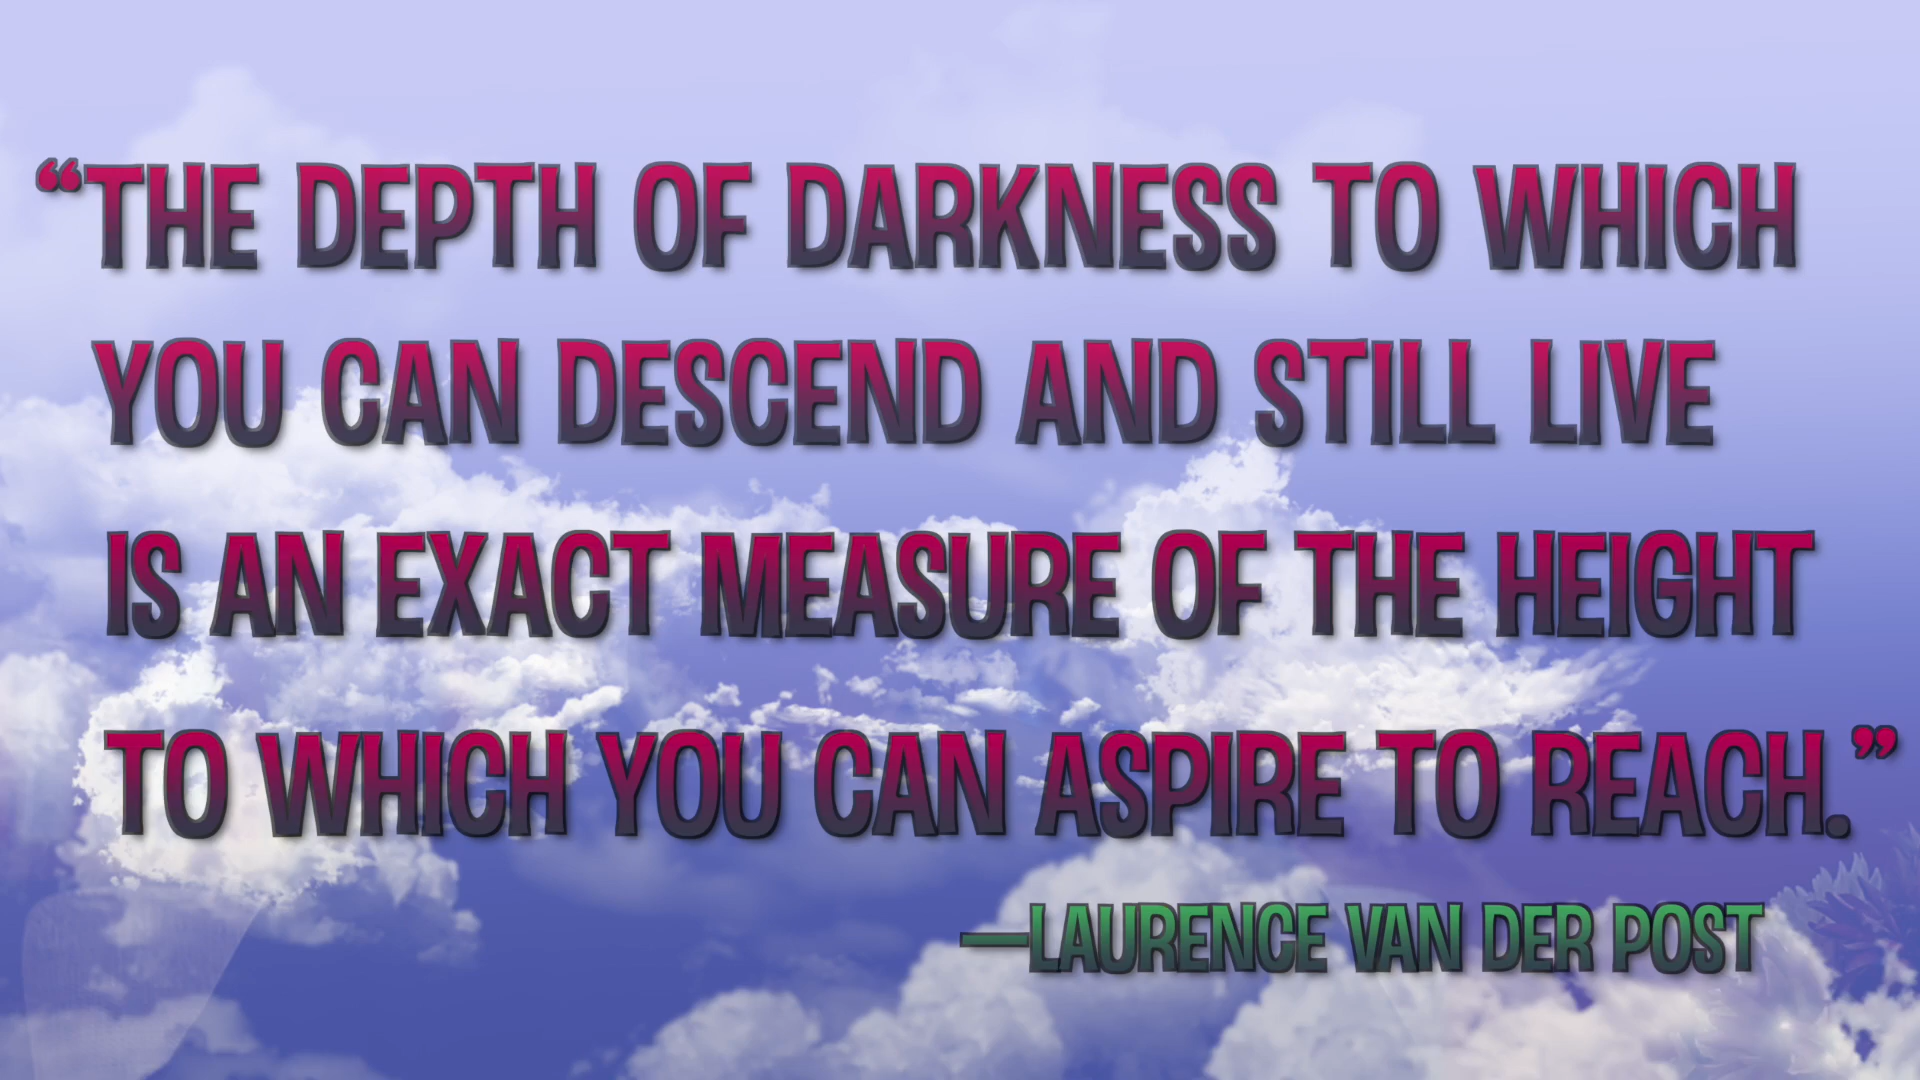 “THE DEPTH OF DARKNESS TO WHICH
YOU CAN DESCEND AND STILL LIVE
IS AN EXACT MEASURE OF THE HEIGHT
TO WHICH YOU CAN ASPIRE TO REACH.”
—LAURENCE VAN DER POST